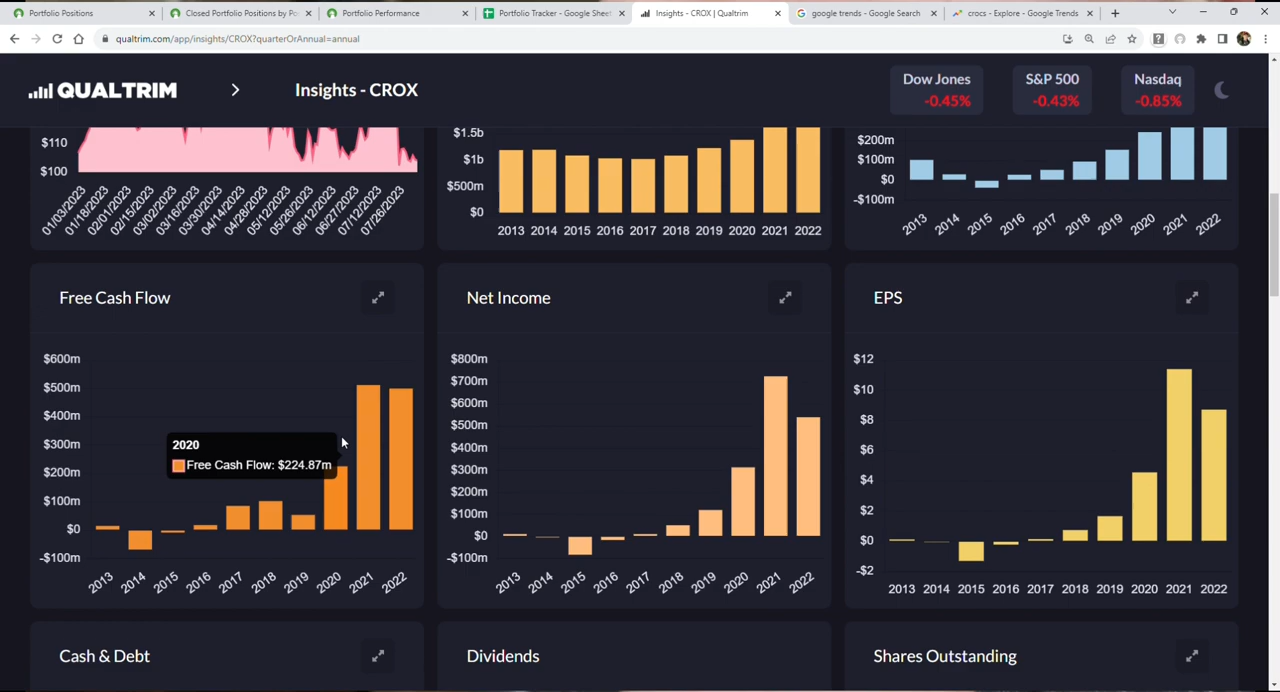 Portfolio Positions
Closed Portfolio Positions by Po
Portfolio Performance
Portfolio Tracker - Google Sheet
Insights - CROX | Qualtrim
google trends - Google Search
crocs - Explore - Google Trends
qualtrim.com/app/insights/CROX?quarterOrAnnual=annual
QUALTRIM
Insights - CROX
Dow Jones
-0.45%
S&P 500
-0.43%
Nasdaq
-0.85%
$110
$100
01/03/2023
01/18/2023
02/01/2023
02/15/2023
03/02/2023
03/16/2023
03/30/2023
04/14/2023
04/28/2023
05/12/2023
05/26/2023
06/12/2023
06/27/2023
07/12/2023
07/26/2023
$1.5b
$1b
$500m
$0
2013 2014 2015 2016 2017 2018 2019 2020 2021 2022
$200m
$100m
$0
-$100m
2013 2014 2015 2016 2017 2018 2019 2020 2021 2022
Free Cash Flow
$600m
$500m
$400m
$300m
$200m
$100m
$0
-$100m
2020
Free Cash Flow: $224.87m
2013 2014 2015 2016 2017 2018 2019 2020 2021 2022
Net Income
$800m
$700m
$600m
$500m
$400m
$300m
$200m
$100m
$0
-$100m
2013 2014 2015 2016 2017 2018 2019 2020 2021 2022
EPS
$12
$10
$8
$6
$4
$2
$0
-$2
2013 2014 2015 2016 2017 2018 2019 2020 2021 2022
Cash & Debt
Dividends
Shares Outstanding